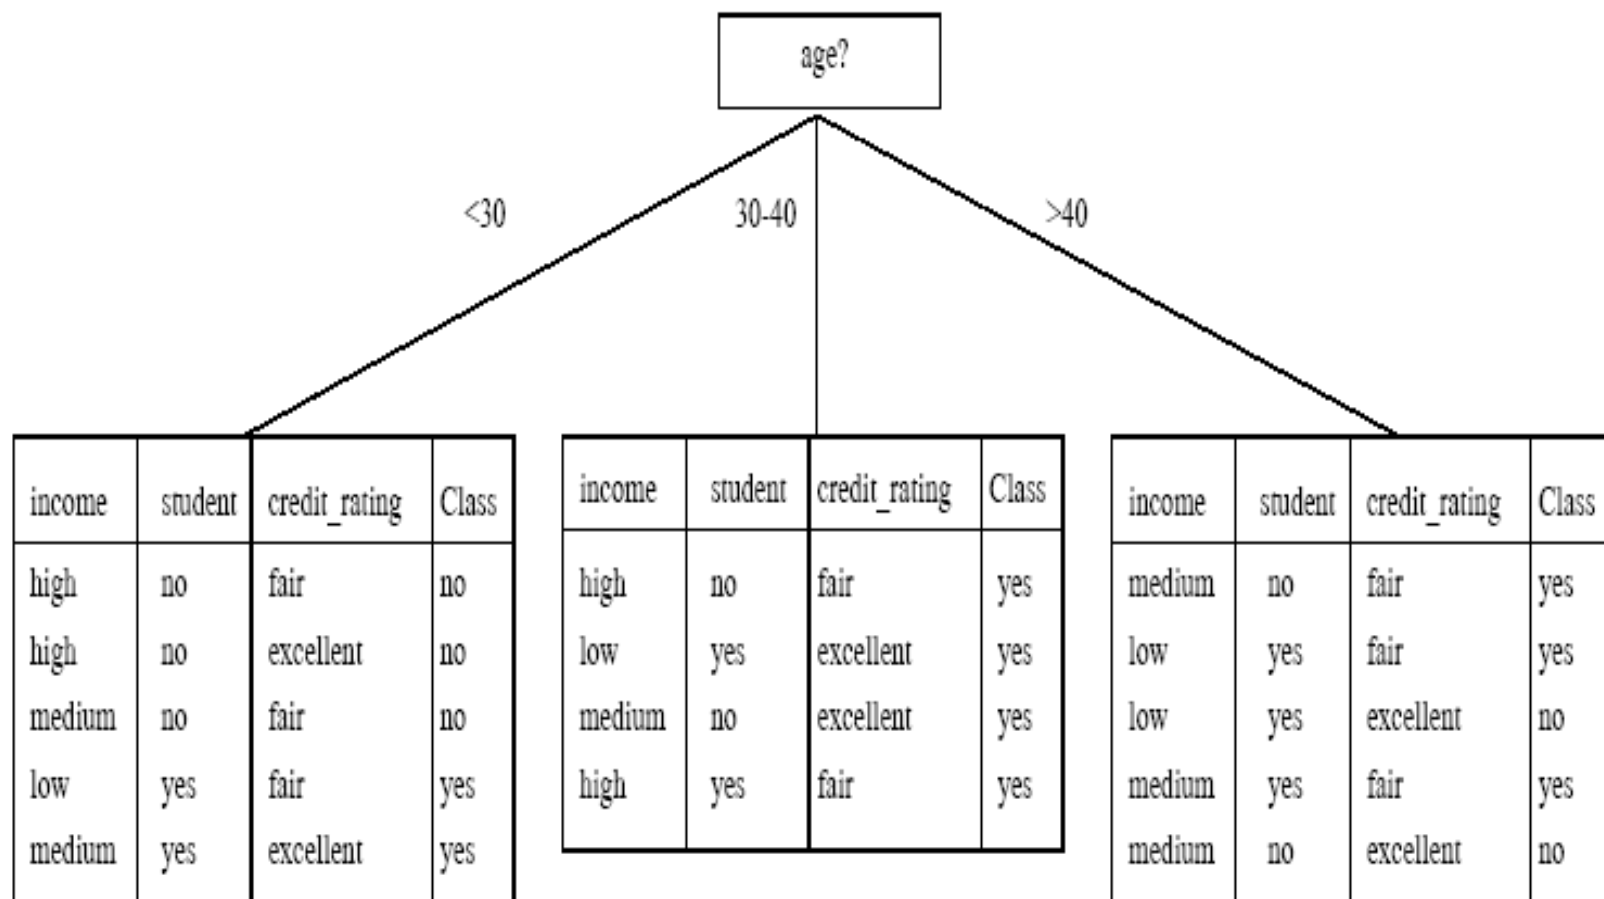 age?
<30 30-40 >40
income student credit_rating Class
high no fair no
high no excellent no
medium no fair no
low yes fair yes
medium yes excellent yes
income student credit_rating Class
high no fair yes
low yes excellent yes
medium no excellent yes
high yes fair yes
income student credit_rating Class
medium no fair yes
low yes fair yes
low yes excellent no
medium yes fair yes
medium no excellent no